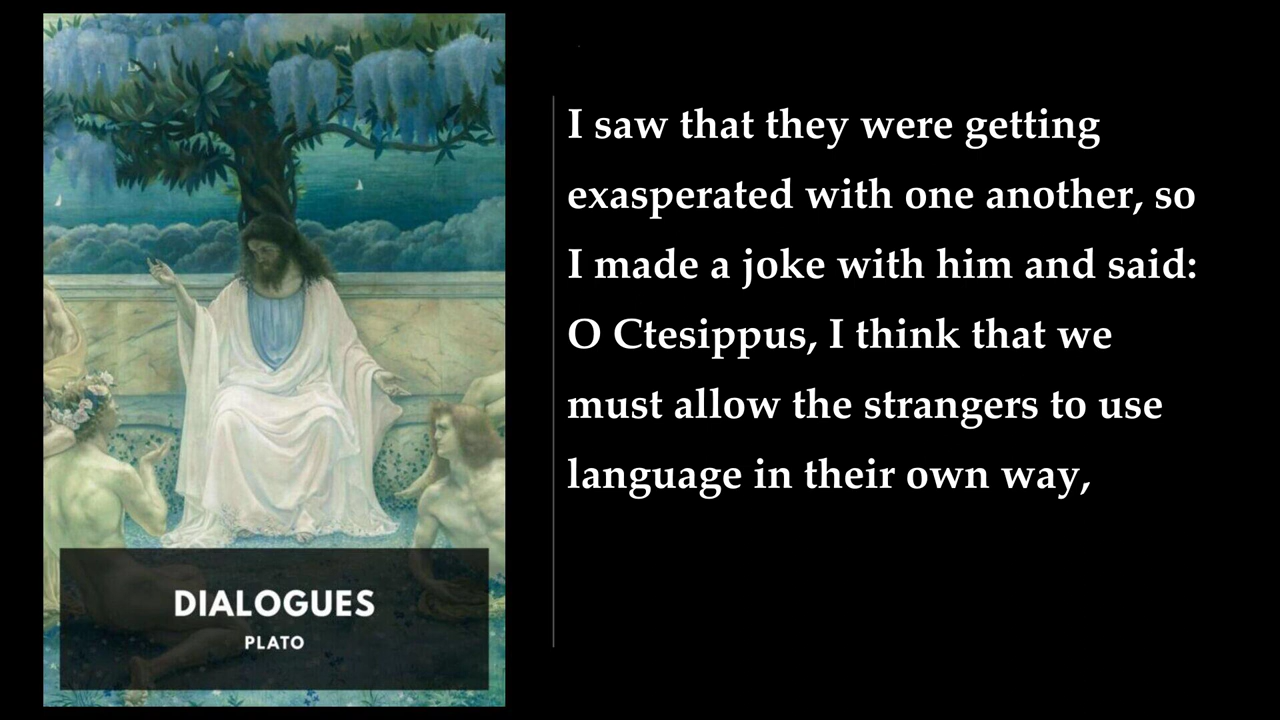 DIALOGUES
PLATO
I saw that they were getting
exasperated with one another, so
I made a joke with him and said:
O Ctesippus, I think that we
must allow the strangers to use
language in their own way,